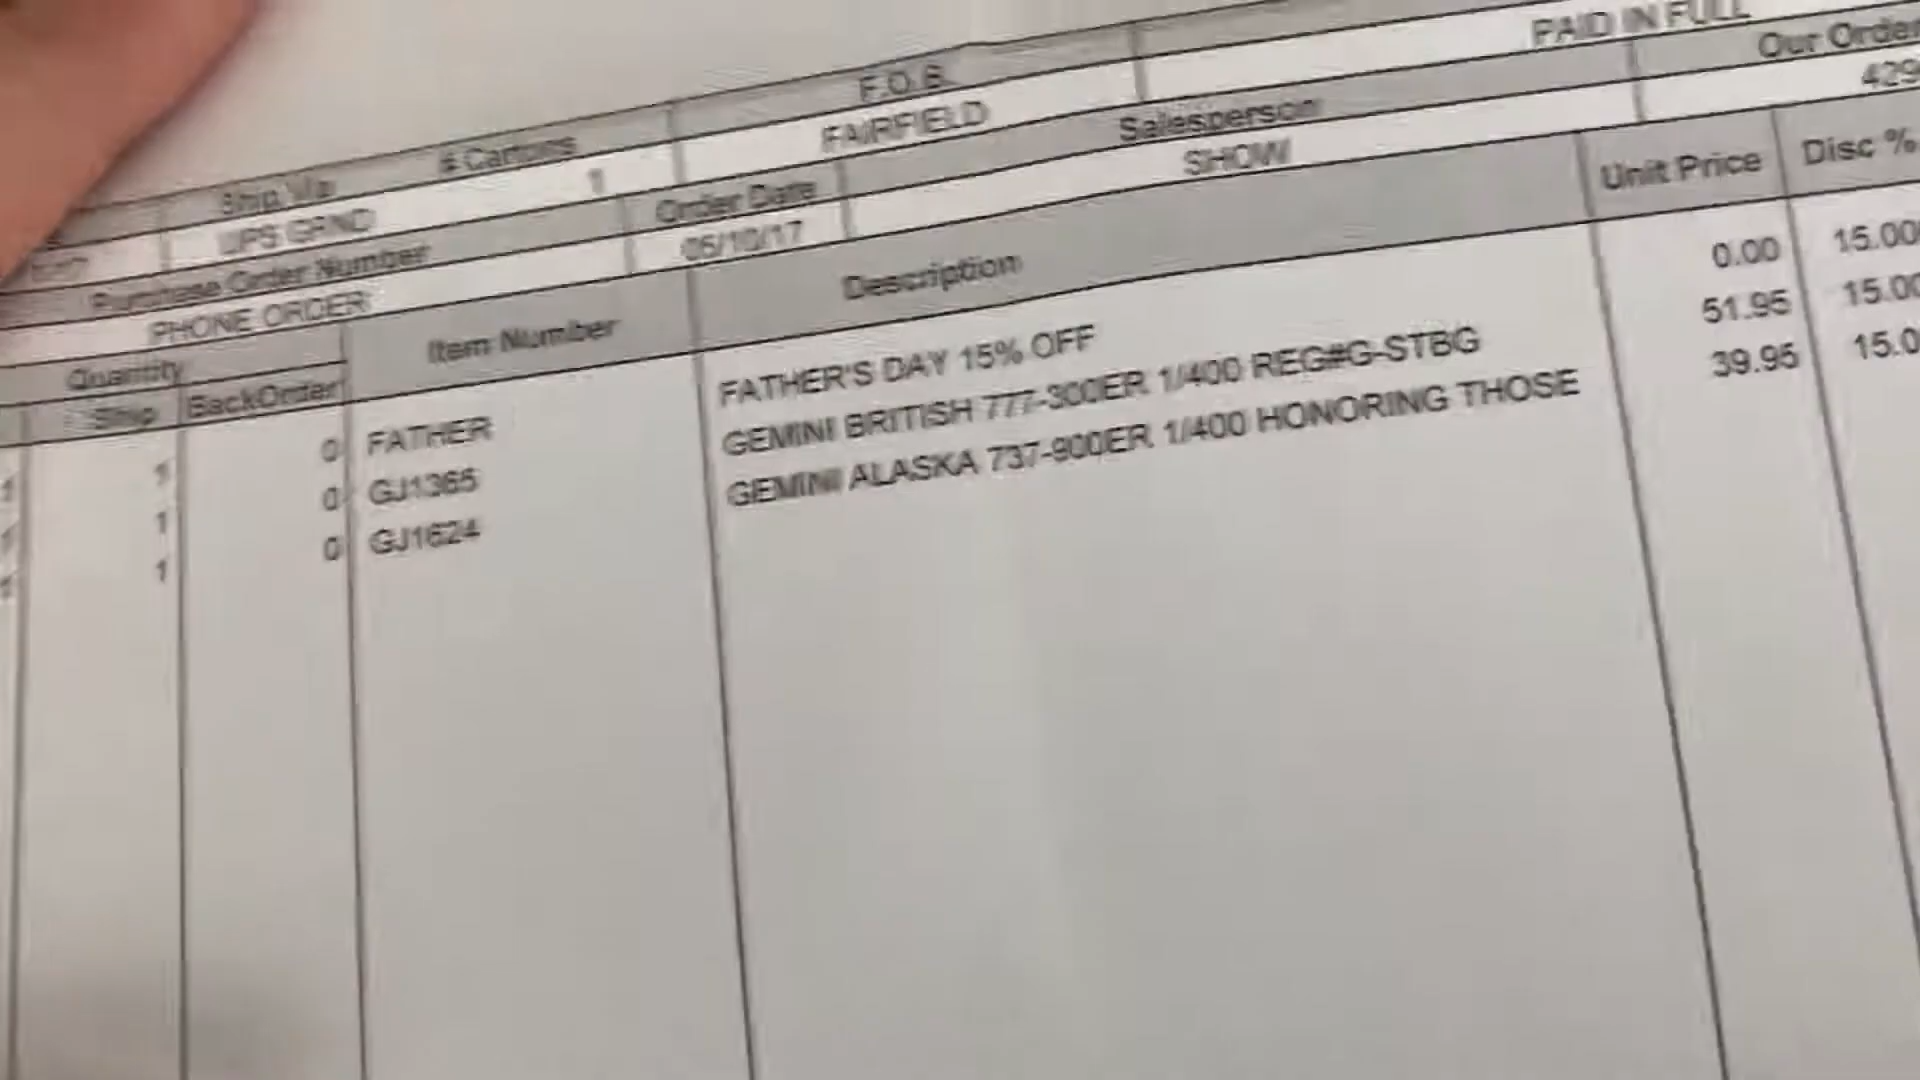 PAID IN FULL
F.O.B. Our Order
FAIRFIELD 429
Ship Via # Cartons Salesperson
UPS GRND 1 SHOW
Purchase Order Number Order Date
PHONE ORDER 06/10/17
Quantity Item Number Description Unit Price Disc %
Ship BackOrder
1 1 0 FATHER FATHER'S DAY 15% OFF 0.00 15.00
1 1 0 GJ1365 GEMINI BRITISH 777-300ER 1/400 REG#G-STBG 51.95 15.00
1 1 0 GJ1624 GEMINI ALASKA 737-900ER 1/400 HONORING THOSE 39.95 15.0